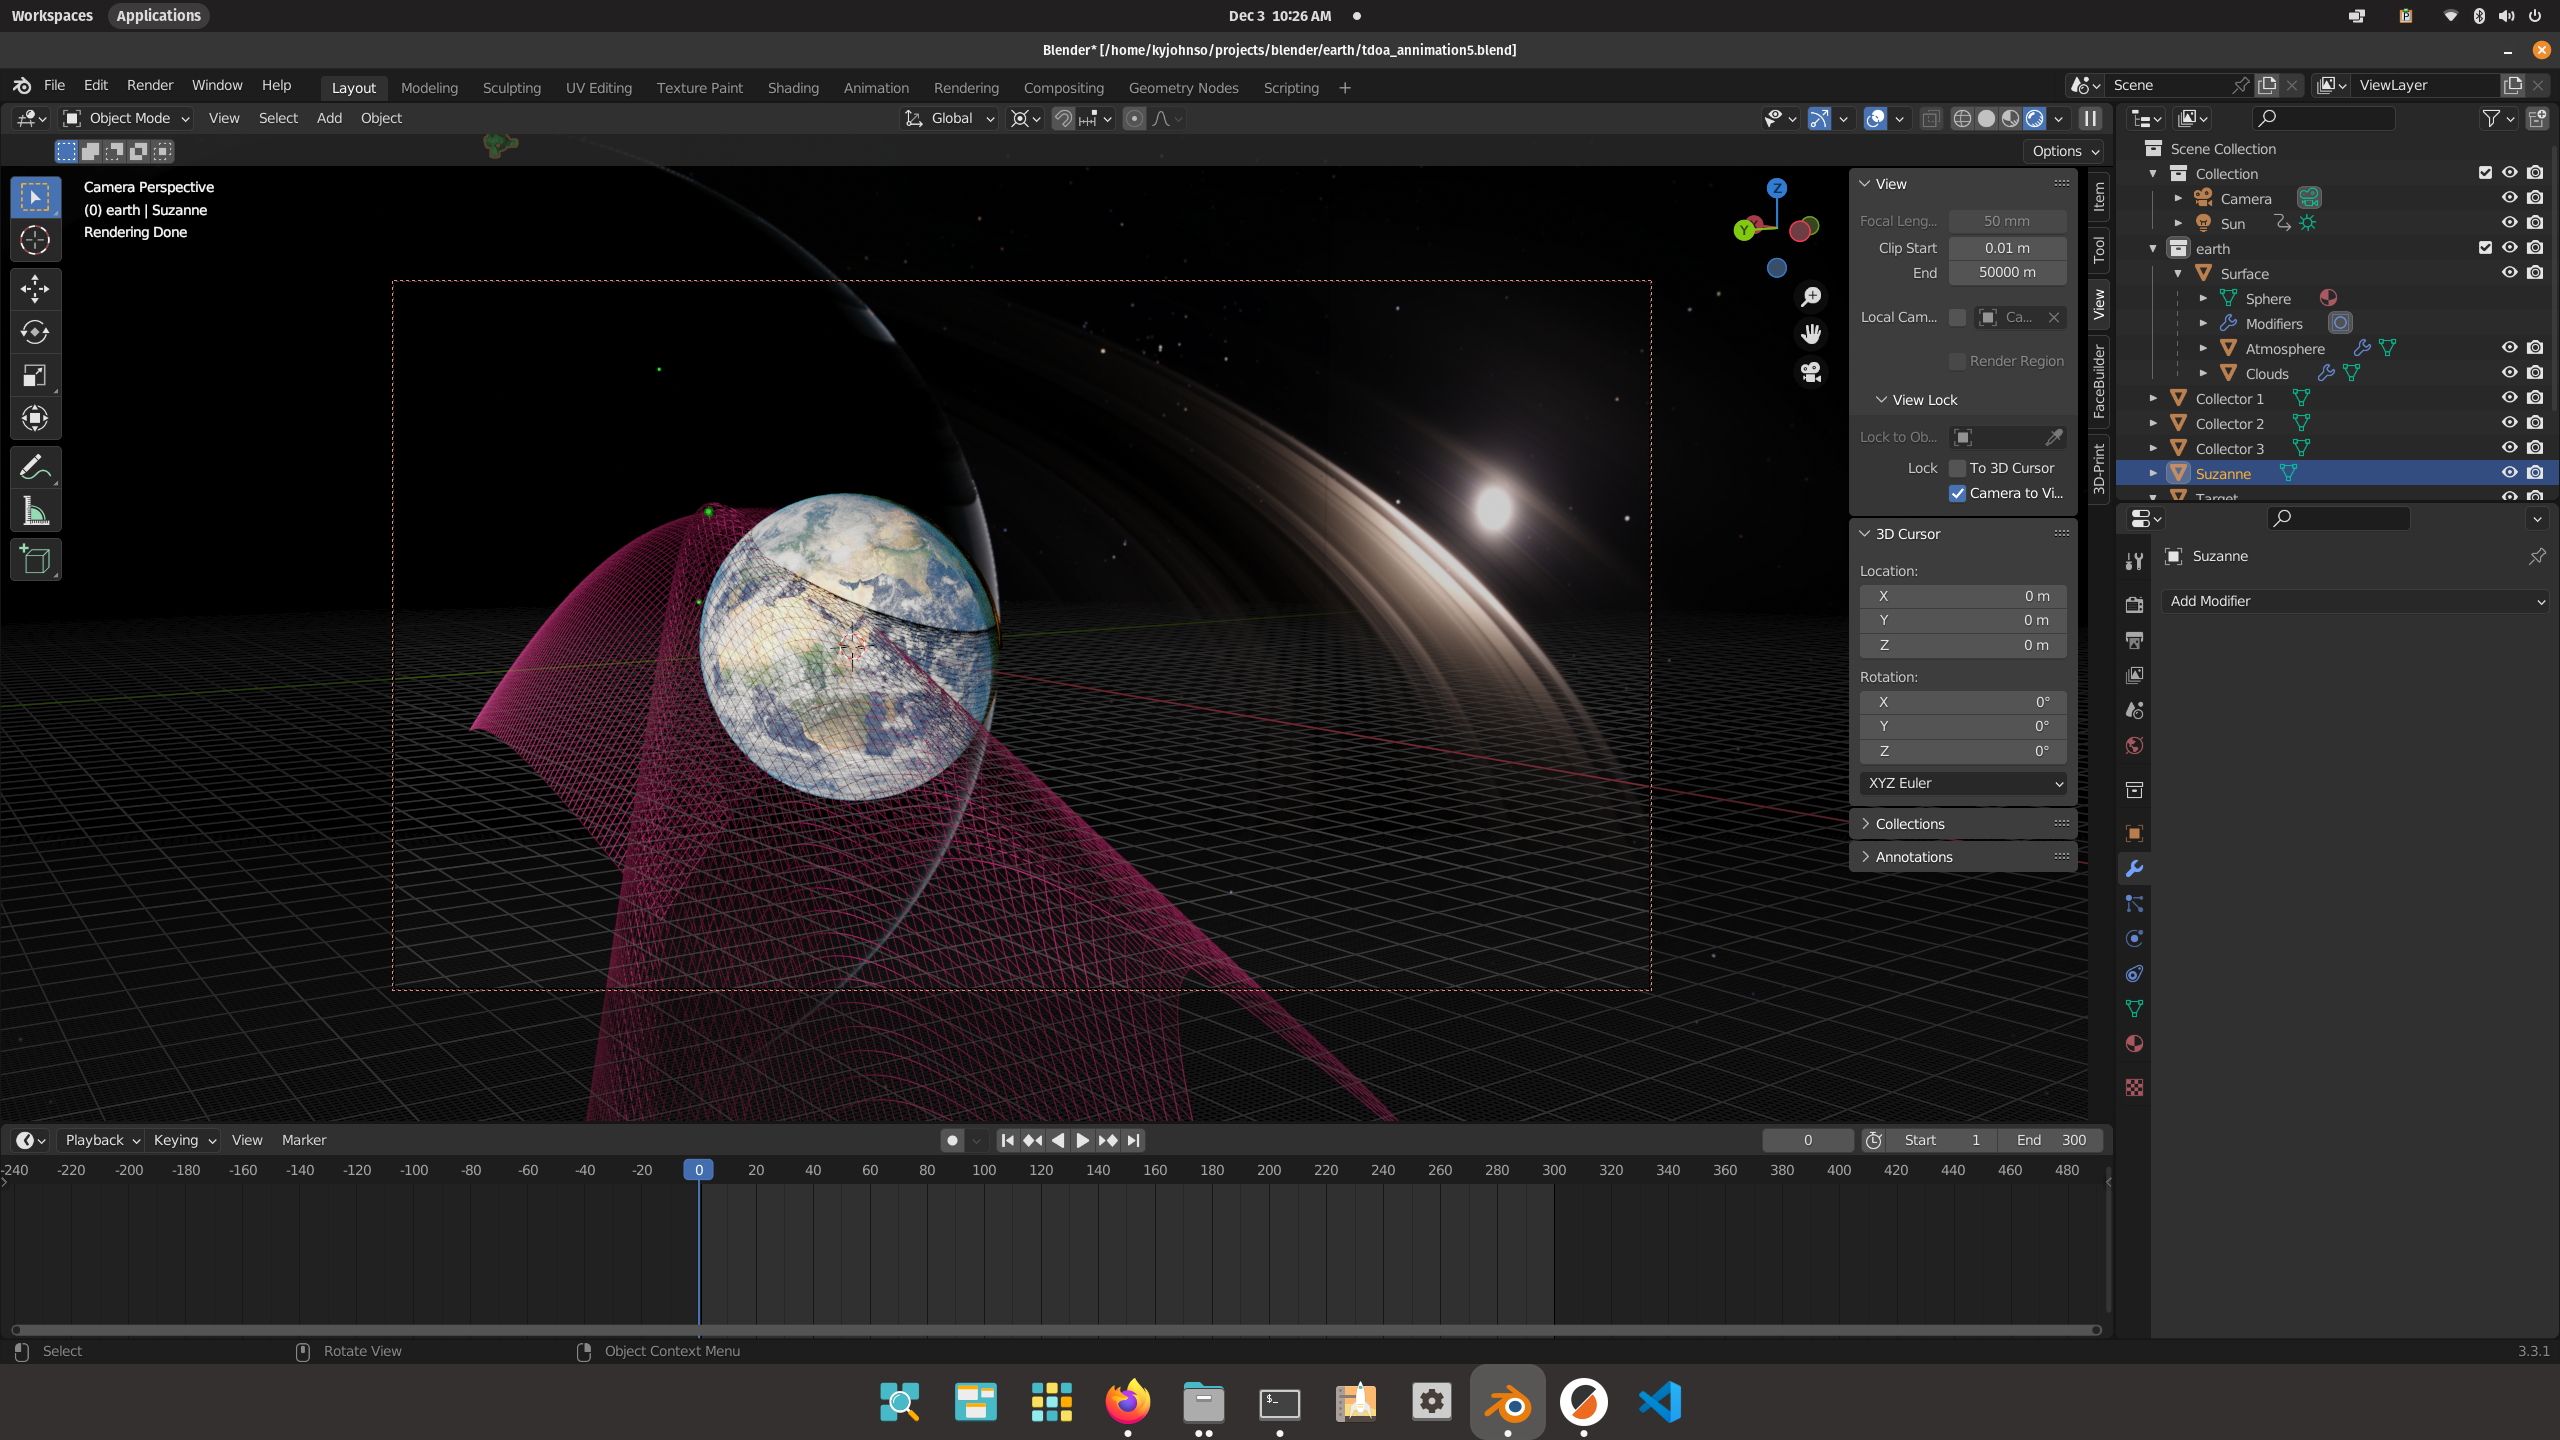 Workspaces Applications Dec 3 10:26 AM
Blender* [/home/kyjohnso/projects/blender/earth/tdoa_annimation5.blend]
File Edit Render Window Help Layout Modeling Sculpting UV Editing Texture Paint Shading Animation Rendering Compositing Geometry Nodes Scripting + Scene ViewLayer
Object Mode View Select Add Object Global
Options
Camera Perspective
(0) earth | Suzanne
Rendering Done
Z
Y
View
Focal Leng... 50 mm
Clip Start 0.01 m
End 50000 m
Local Cam... Ca...
Render Region
View Lock
Lock to Ob...
Lock To 3D Cursor
Camera to Vi...
3D Cursor
Location:
X 0 m
Y 0 m
Z 0 m
Rotation:
X 0°
Y 0°
Z 0°
XYZ Euler
Collections
Annotations
Item
Tool
View
FaceBuilder
3D-Print
Scene Collection
Collection
Camera
Sun
earth
Surface
Sphere
Modifiers
Atmosphere
Clouds
Collector 1
Collector 2
Collector 3
Suzanne
Target
Suzanne
Add Modifier
Playback Keying View Marker 0 Start 1 End 300
-240 -220 -200 -180 -160 -140 -120 -100 -80 -60 -40 -20 0 20 40 60 80 100 120 140 160 180 200 220 240 260 280 300 320 340 360 380 400 420 440 460 480
Select Rotate View Object Context Menu 3.3.1